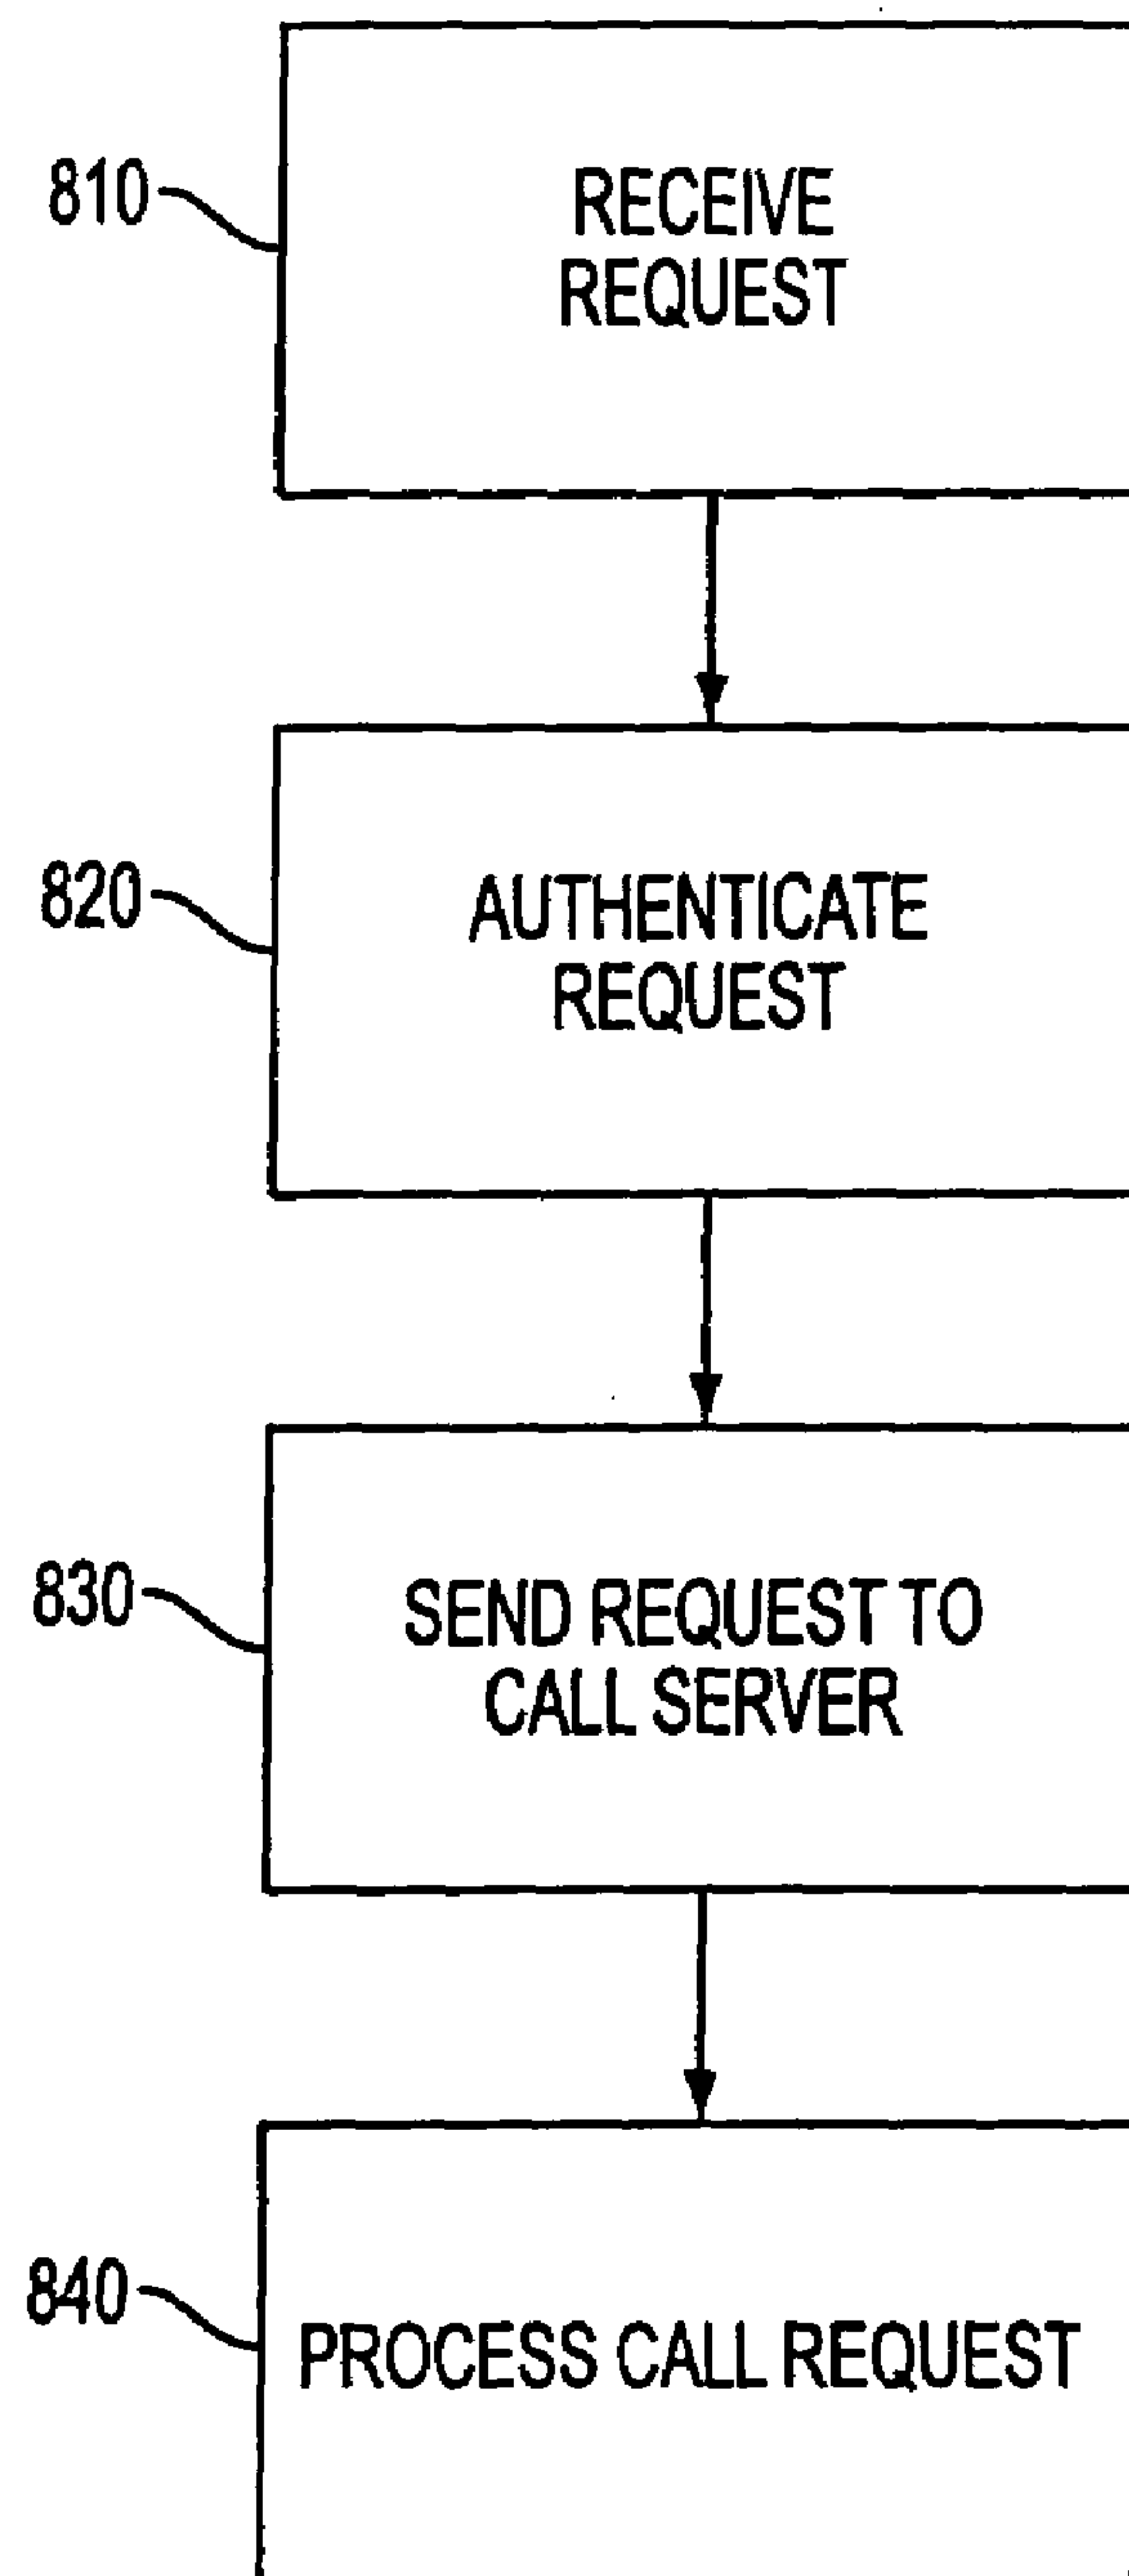 810
RECEIVE
REQUEST
820
AUTHENTICATE
REQUEST
830
SEND REQUEST TO
CALL SERVER
840
PROCESS CALL REQUEST